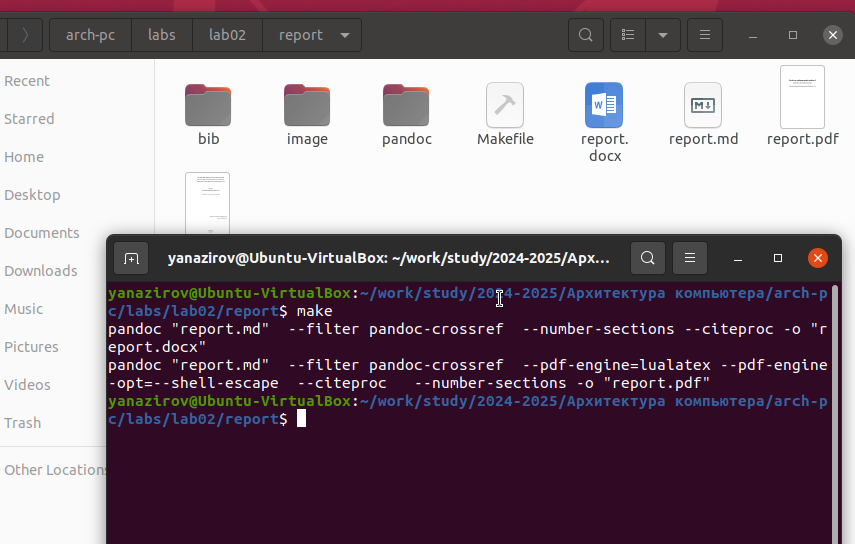 arch-pc labs lab02 report
Recent
Starred
Home
Desktop
Documents
Downloads
Music
Pictures
Videos
Trash
Other Locations
bib image pandoc Makefile report. report.md report.pdf
docx
W
M
yanazirov@Ubuntu-VirtualBox: ~/work/study/2024-2025/Арх...
yanazirov@Ubuntu-VirtualBox:~/work/study/2024-2025/Архитектура компьютера/arch-p
c/labs/lab02/report$ make
pandoc "report.md"  --filter pandoc-crossref  --number-sections --citeproc -o "r
eport.docx"
pandoc "report.md"  --filter pandoc-crossref  --pdf-engine=lualatex --pdf-engine
-opt=--shell-escape  --citeproc   --number-sections -o "report.pdf"
yanazirov@Ubuntu-VirtualBox:~/work/study/2024-2025/Архитектура компьютера/arch-p
c/labs/lab02/report$